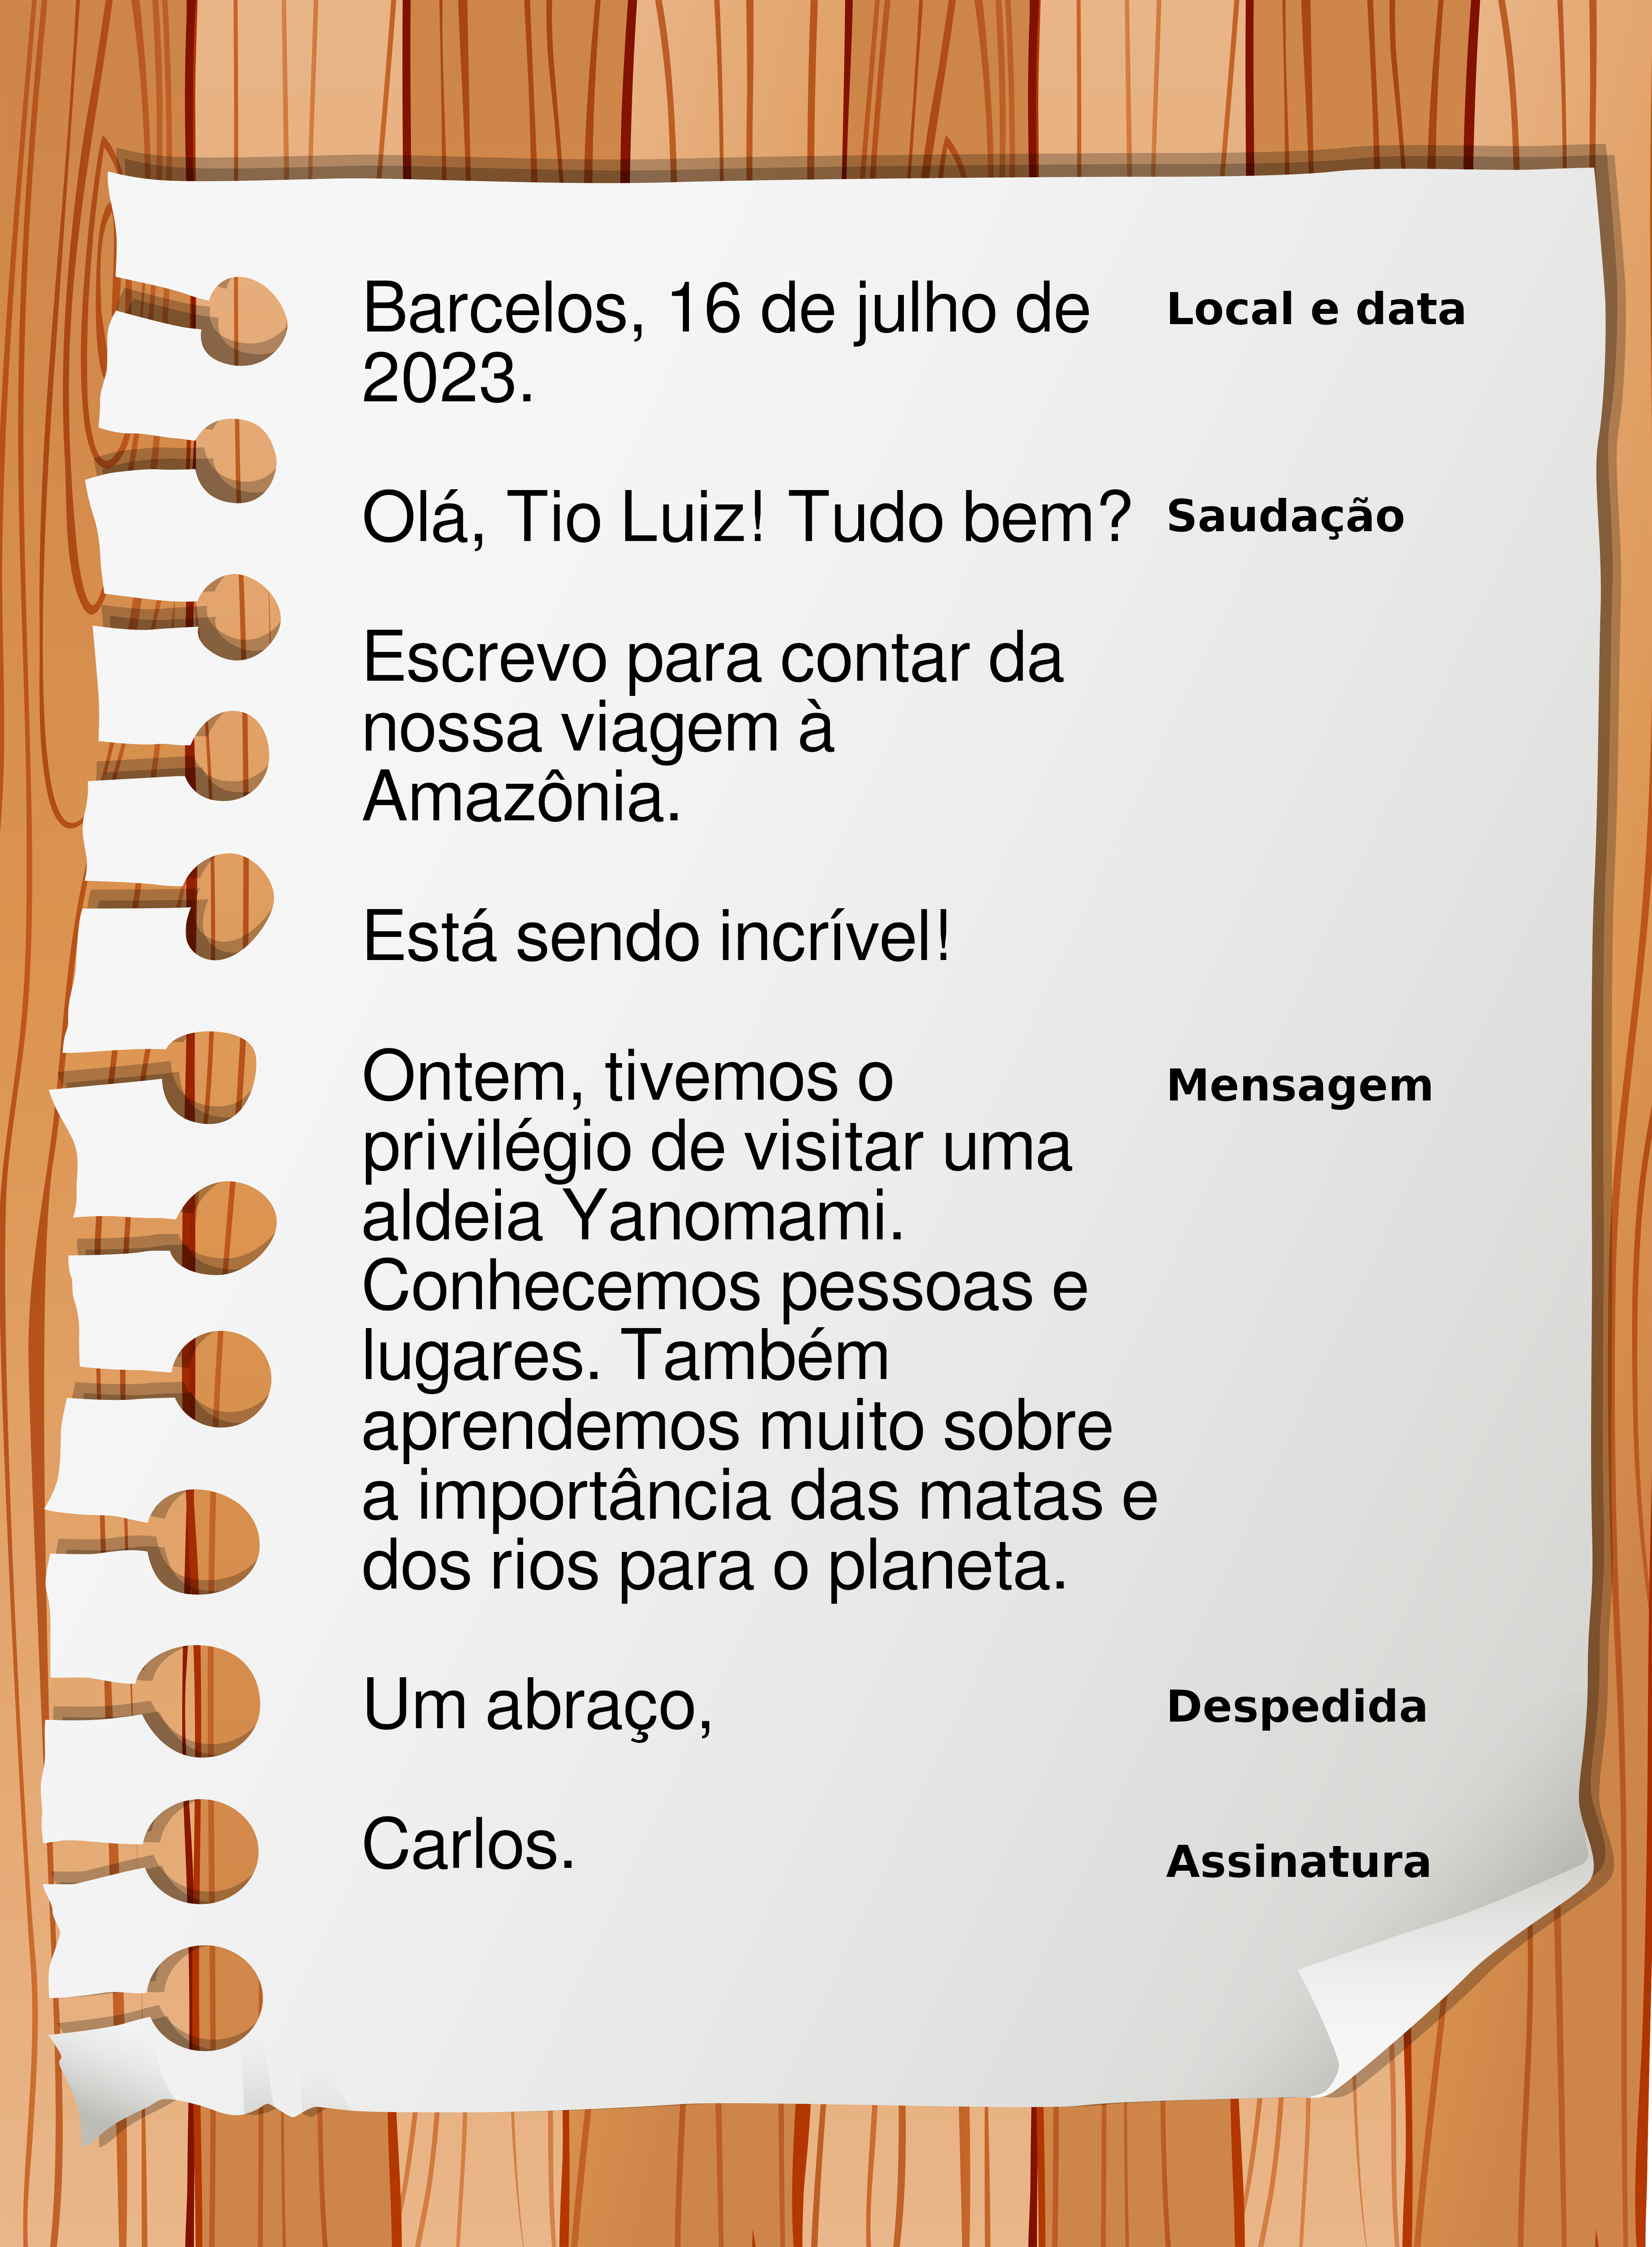 Barcelos, 16 de julho de
2023.
Local e data
Olá, Tio Luiz! Tudo bem?
Saudação
Escrevo para contar da
nossa viagem à
Amazônia.
Está sendo incrível!
Ontem, tivemos o
privilégio de visitar uma
aldeia Yanomami.
Conhecemos pessoas e
lugares. Também
aprendemos muito sobre
a importância das matas e
dos rios para o planeta.
Mensagem
Um abraço,
Despedida
Carlos.
Assinatura